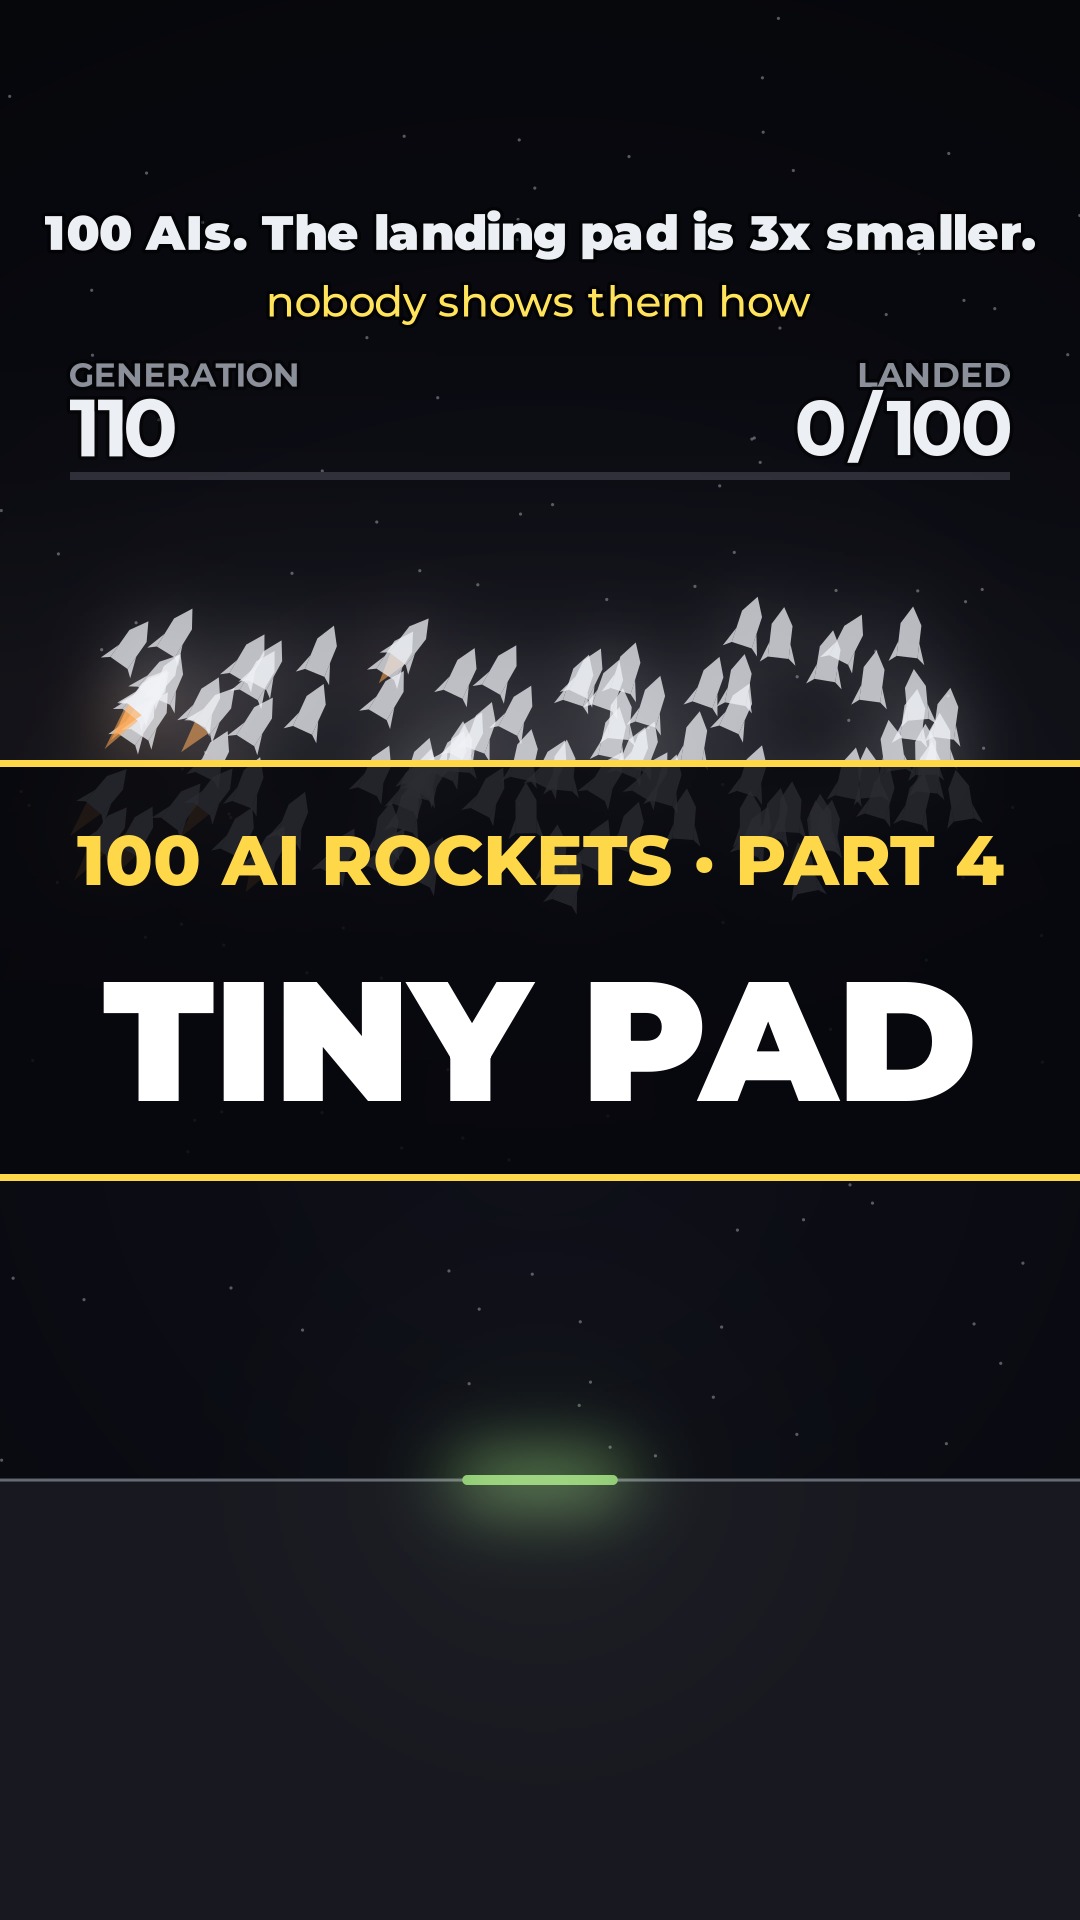 100 AIs. The landing pad is 3x smaller.
nobody shows them how
GENERATION
110
LANDED
0/100
100 AI ROCKETS • PART 4
TINY PAD